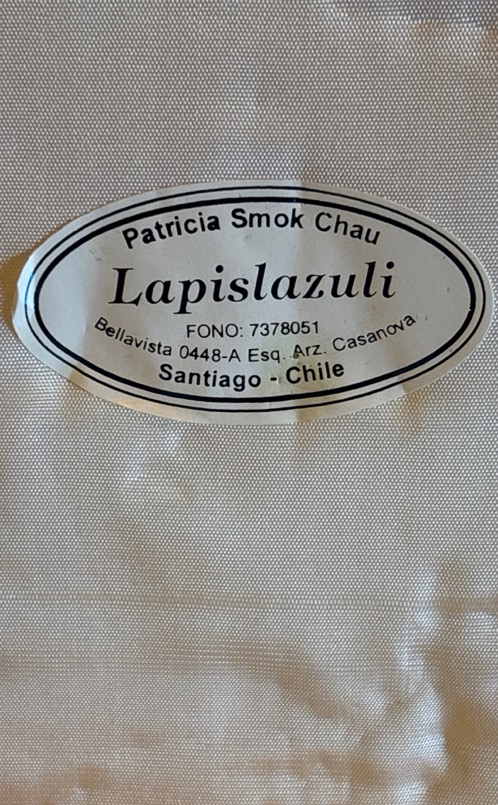 Patricia Smok Chau
Lapislazuli
FONO: 7378051
Bellavista 0448-A Esq. Arz. Casanova
Santiago - Chile